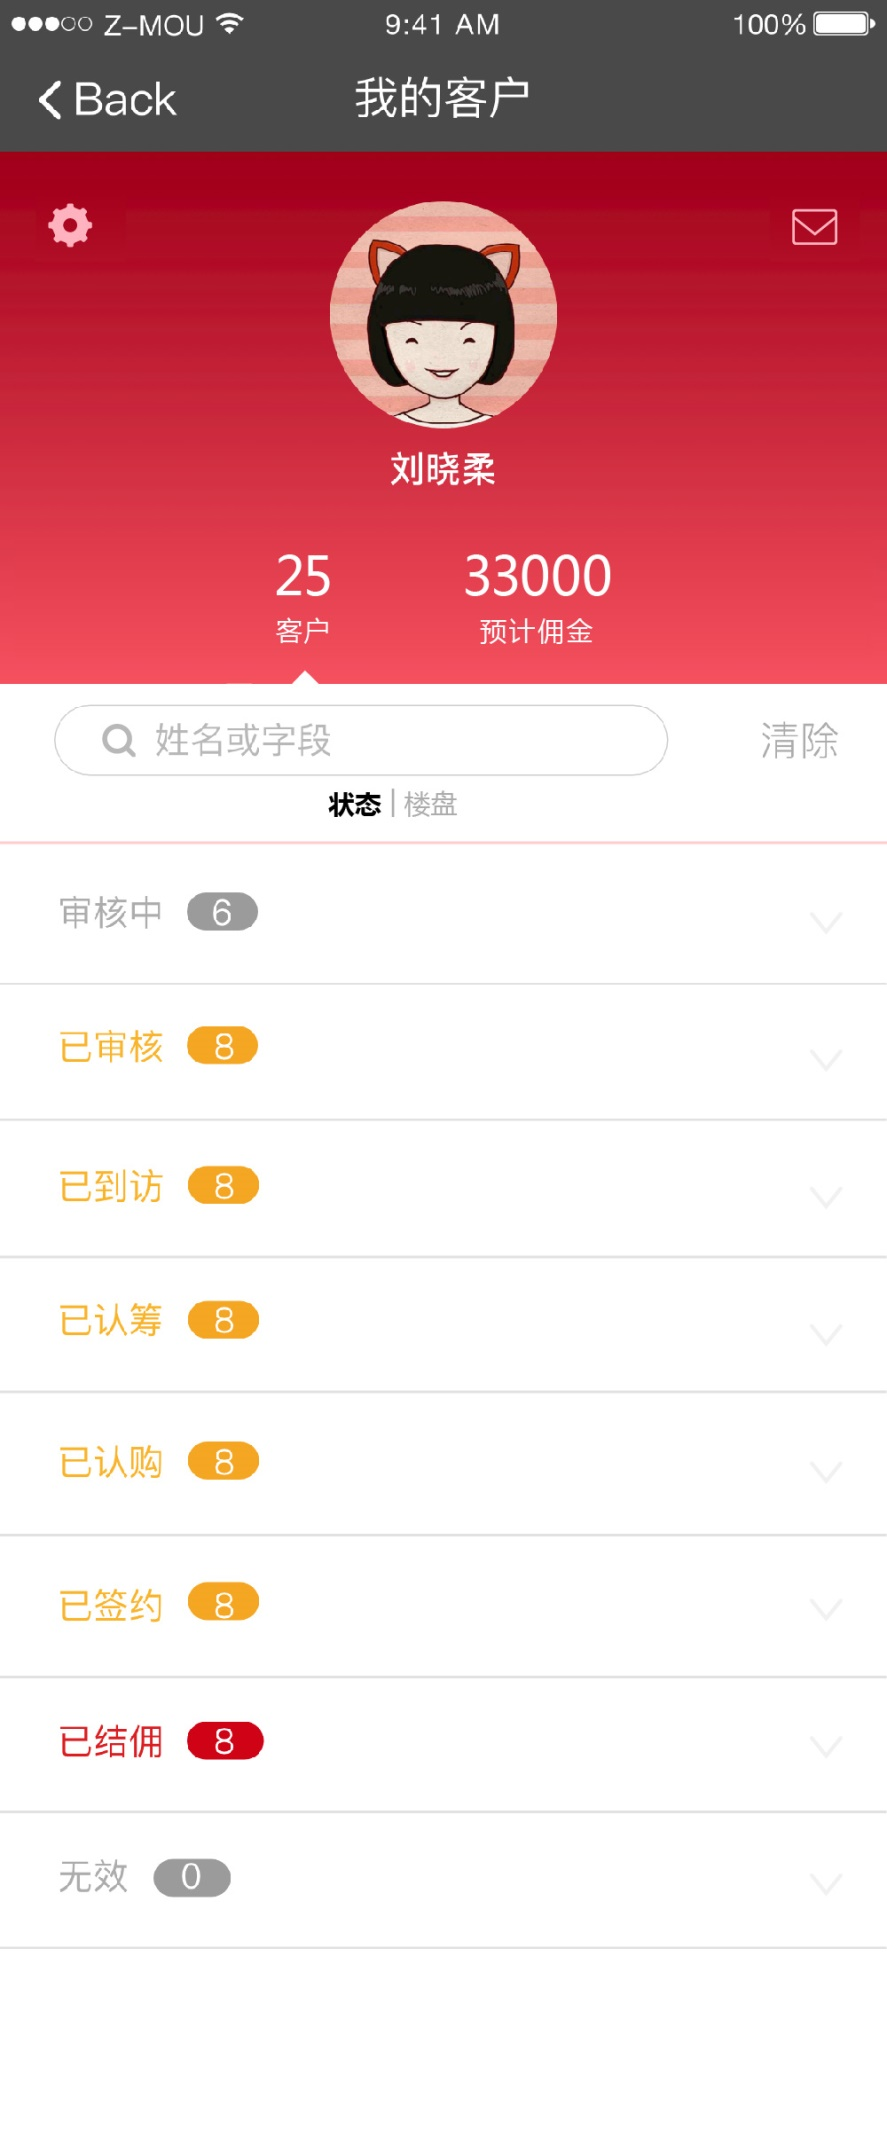 Z-MOU 9:41 AM 100%
Back 我的客户
刘晓柔
25 33000
客户 预计佣金
姓名或字段 清除
状态 | 楼盘
审核中 6
已审核 8
已到访 8
已认筹 8
已认购 8
已签约 8
已结佣 8
无效 0